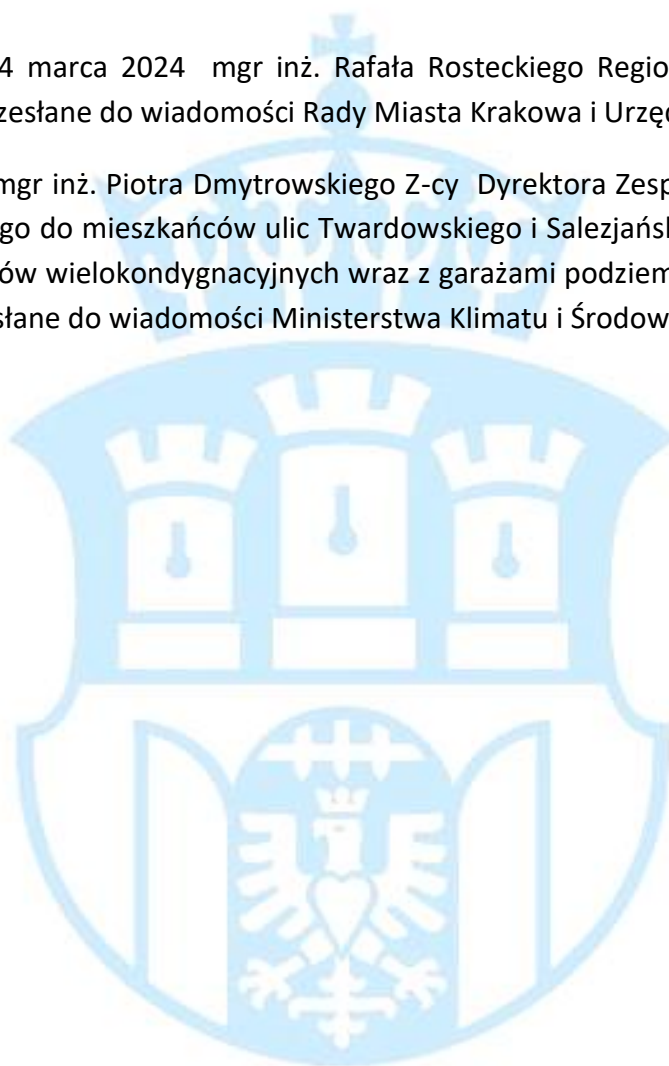 4 marca 2024 mgr inż. Rafała Rosteckiego Regio
zesłane do wiadomości Rady Miasta Krakowa i Urzę
mgr inż. Piotra Dmytrowskiego Z-cy Dyrektora Zesp
go do mieszkańców ulic Twardowskiego i Salezjańsk
ów wielokondygnacyjnych wraz z garażami podziem
słane do wiadomości Ministerstwa Klimatu i Środow